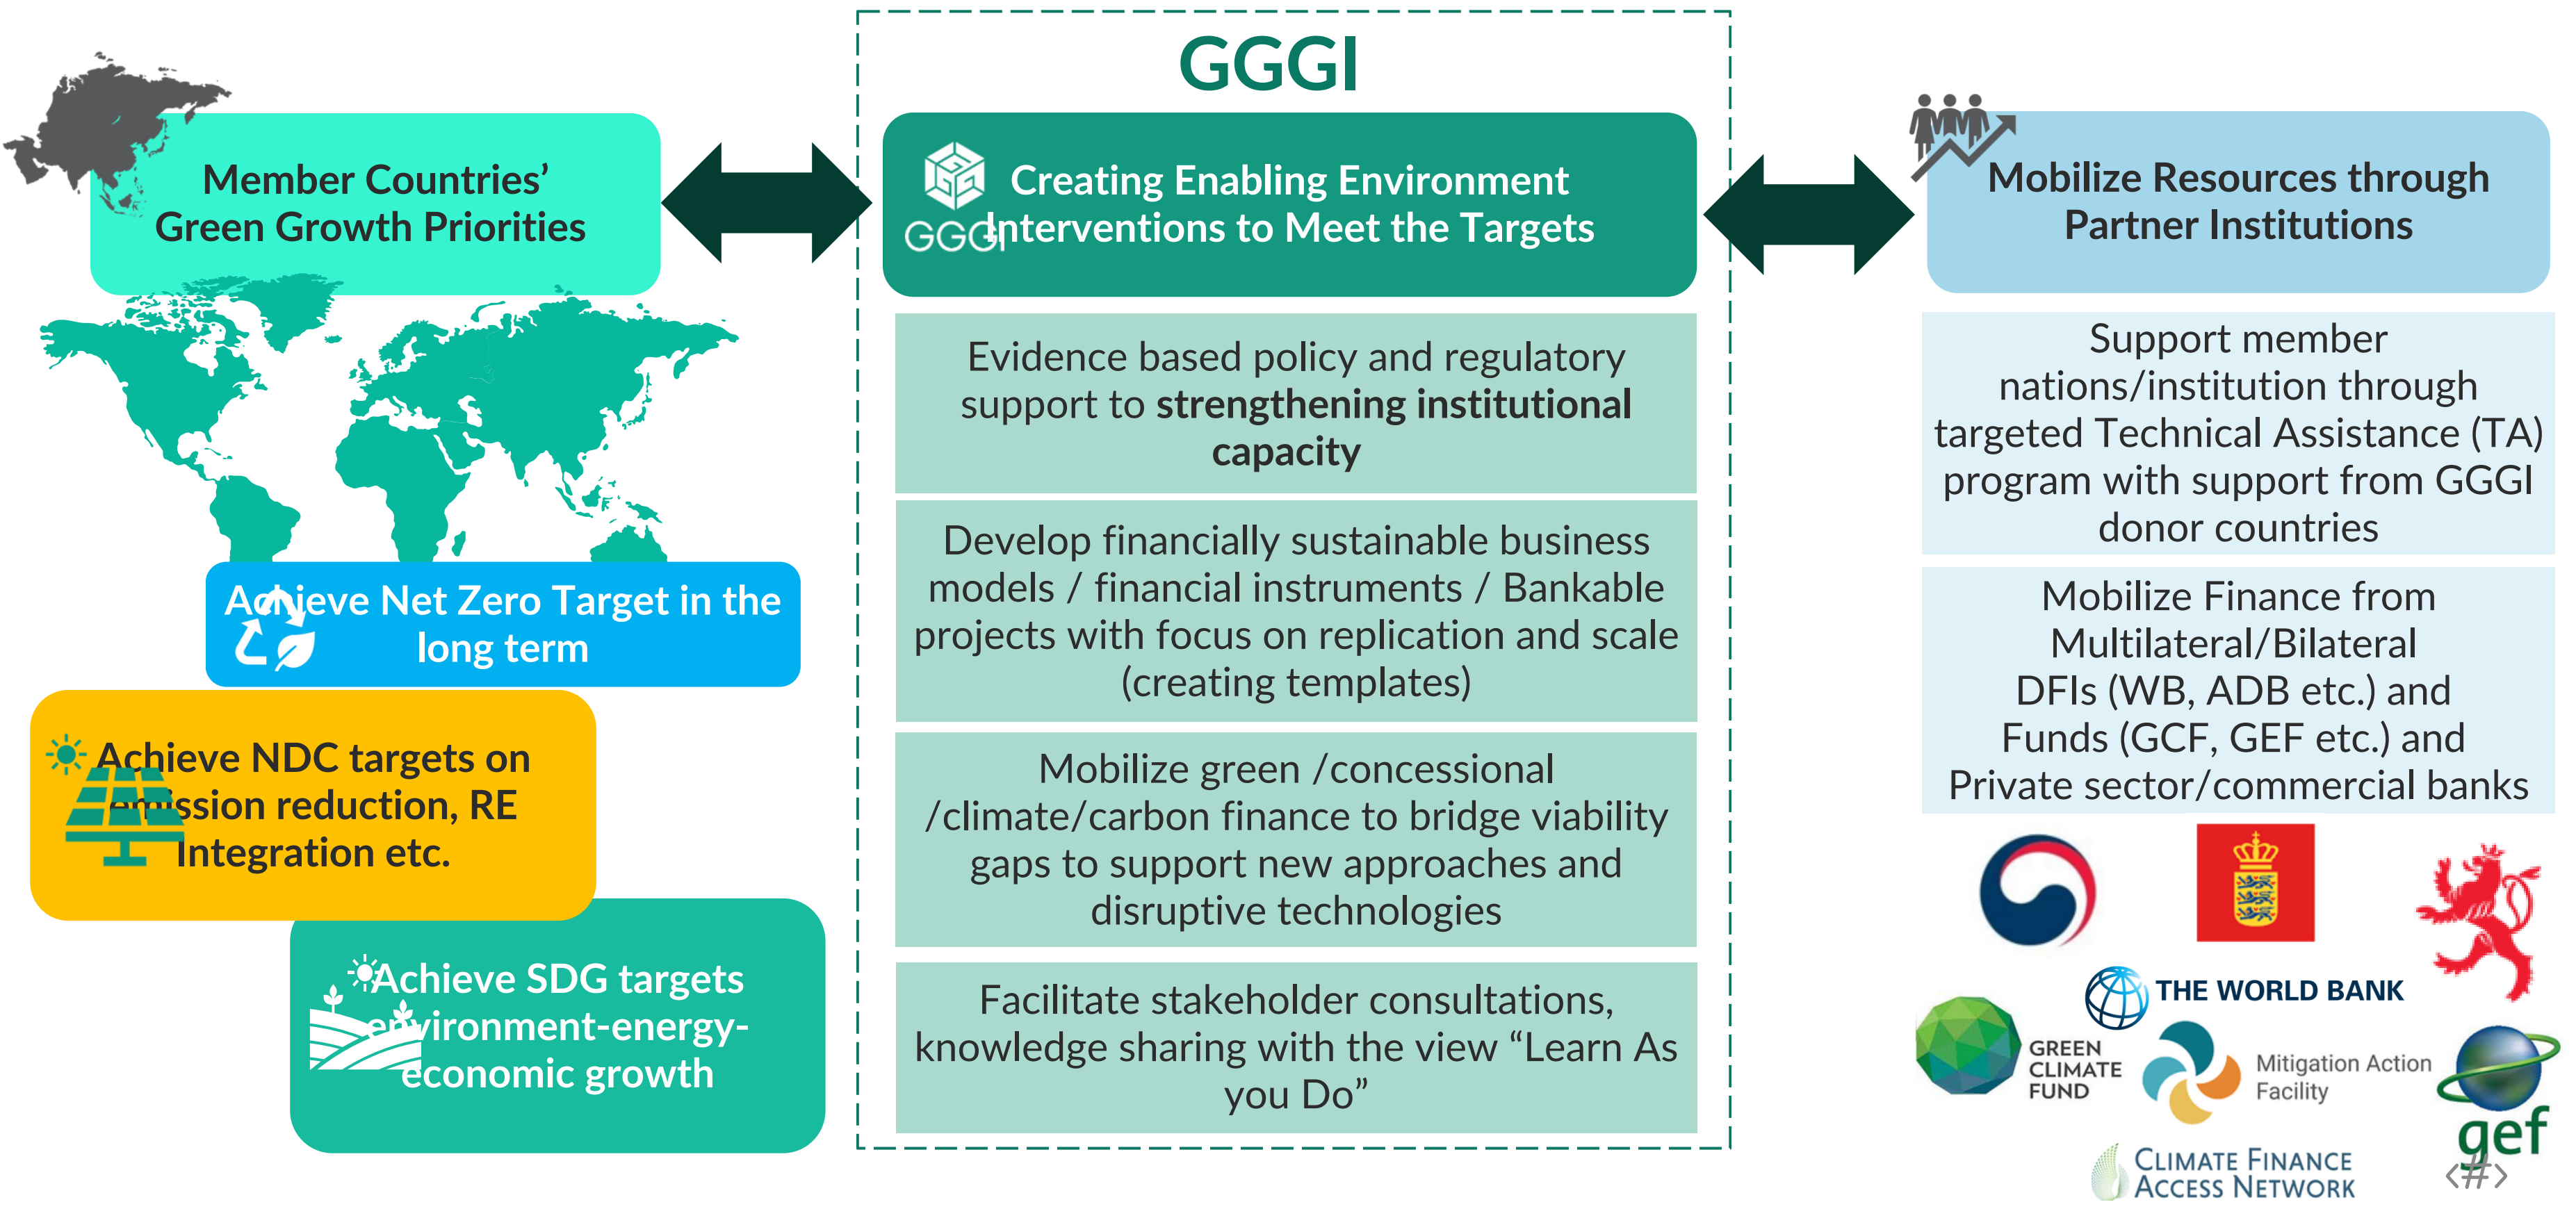 GGGI
Member Countries’
Green Growth Priorities
Achieve Net Zero Target in the
long term
Achieve NDC targets on
emission reduction, RE
Integration etc.
Achieve SDG targets
environment-energy-
economic growth
GGGI
Creating Enabling Environment
Interventions to Meet the Targets
Evidence based policy and regulatory
support to strengthening institutional
capacity
Develop financially sustainable business
models / financial instruments / Bankable
projects with focus on replication and scale
(creating templates)
Mobilize green /concessional
/climate/carbon finance to bridge viability
gaps to support new approaches and
disruptive technologies
Facilitate stakeholder consultations,
knowledge sharing with the view “Learn As
you Do”
Mobilize Resources through
Partner Institutions
Support member
nations/institution through
targeted Technical Assistance (TA)
program with support from GGGI
donor countries
Mobilize Finance from
Multilateral/Bilateral
DFIs (WB, ADB etc.) and
Funds (GCF, GEF etc.) and
Private sector/commercial banks
THE WORLD BANK
GREEN
CLIMATE
FUND
Mitigation Action
Facility
gef
CLIMATE FINANCE
ACCESS NETWORK
‹#›